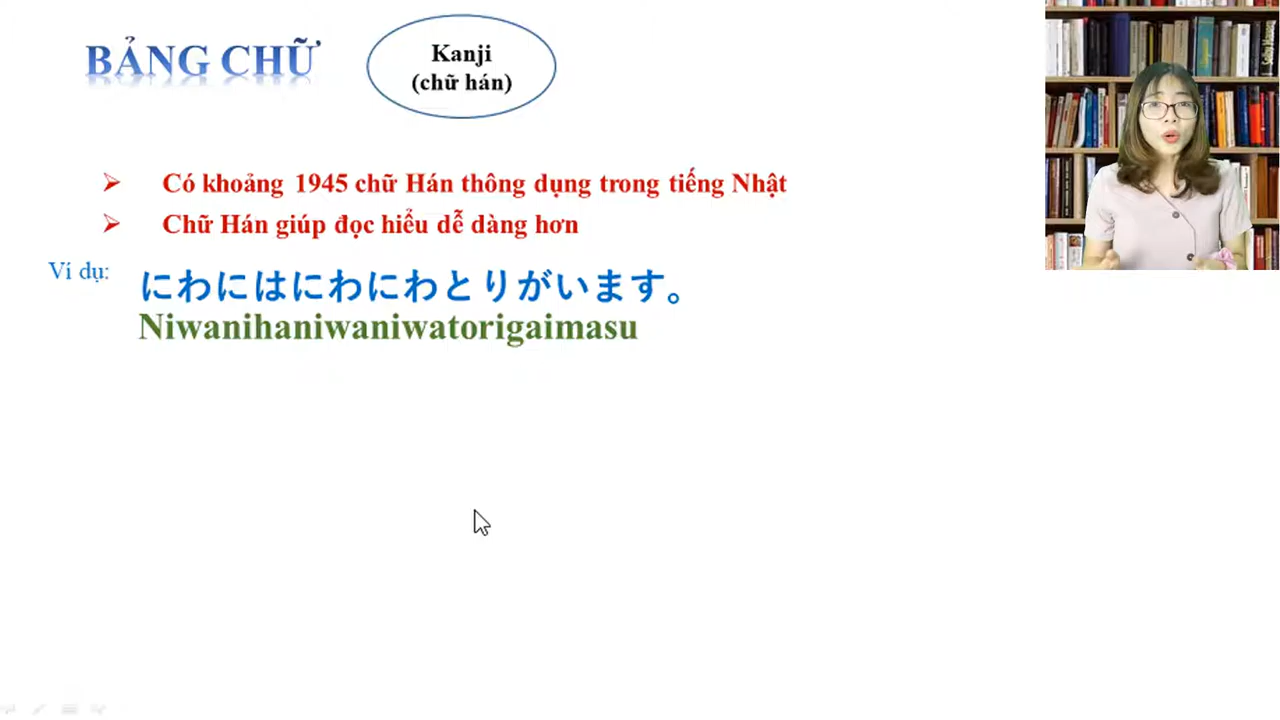 BẢNG CHỮ
Kanji
(chữ hán)
Có khoảng 1945 chữ Hán thông dụng trong tiếng Nhật
Chữ Hán giúp đọc hiểu dễ dàng hơn
Ví dụ:
にわにはにわにわとりがいます。
Niwanihaniwaniwatorigaimasu